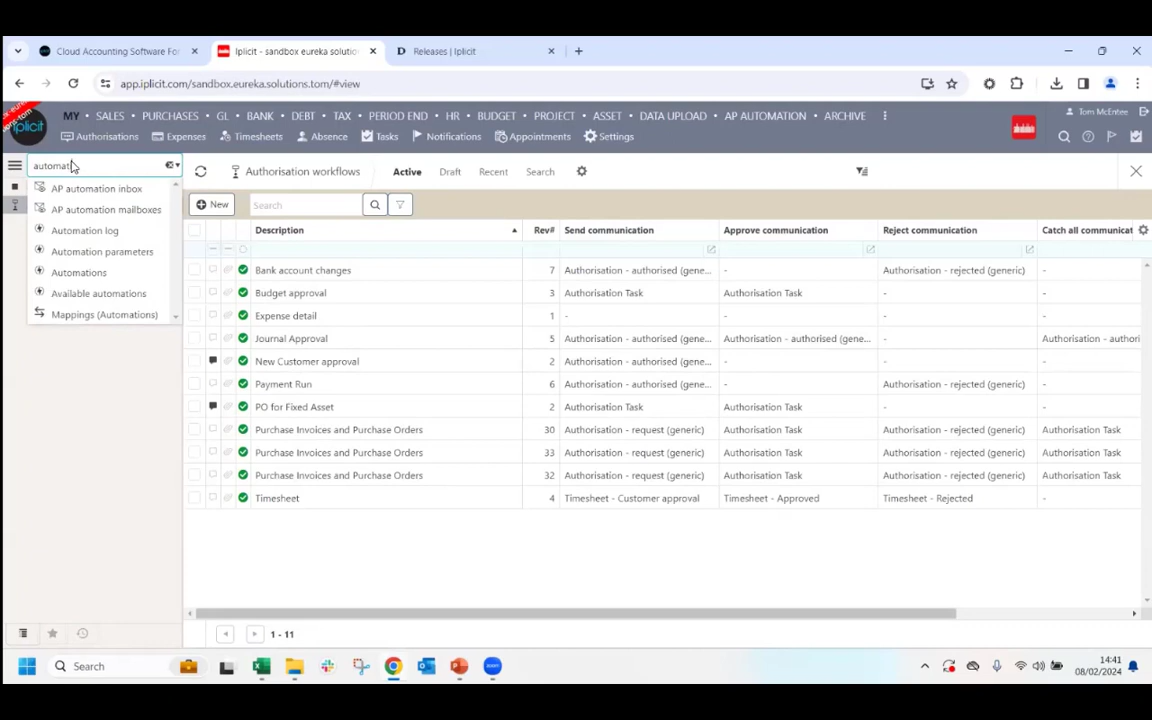 Cloud Accounting Software For
Iplicit - sandbox eureka solution
Releases | Iplicit
app.iplicit.com/sandbox.eureka.solutions.tom/#view
iplicit
MY • SALES • PURCHASES • GL • BANK • DEBT • TAX • PERIOD END • HR • BUDGET • PROJECT • ASSET • DATA UPLOAD • AP AUTOMATION • ARCHIVE
Tom McEntee
Authorisations Expenses Timesheets Absence Tasks Notifications Appointments Settings
automati
Authorisation workflows Active Draft Recent Search
AP automation inbox
AP automation mailboxes
Automation log
Automation parameters
Automations
Available automations
Mappings (Automations)
New Search
Description Rev# Send communication Approve communication Reject communication Catch all communicat
Bank account changes 7 Authorisation - authorised (gene... - Authorisation - rejected (generic) -
Budget approval 3 Authorisation Task Authorisation Task - -
Expense detail 1 - - - -
Journal Approval 5 Authorisation - authorised (gene... Authorisation - authorised (gene... - Authorisation - authori
New Customer approval 2 Authorisation - authorised (gene... - - -
Payment Run 6 Authorisation - authorised (gene... - Authorisation - rejected (generic) -
PO for Fixed Asset 2 Authorisation Task Authorisation Task - -
Purchase Invoices and Purchase Orders 30 Authorisation - request (generic) Authorisation Task Authorisation - rejected (generic) Authorisation Task
Purchase Invoices and Purchase Orders 33 Authorisation - request (generic) Authorisation Task Authorisation - rejected (generic) Authorisation Task
Purchase Invoices and Purchase Orders 32 Authorisation - request (generic) Authorisation Task Authorisation - rejected (generic) Authorisation Task
Timesheet 4 Timesheet - Customer approval Timesheet - Approved Timesheet - Rejected -
1 - 11
Search
14:41
08/02/2024